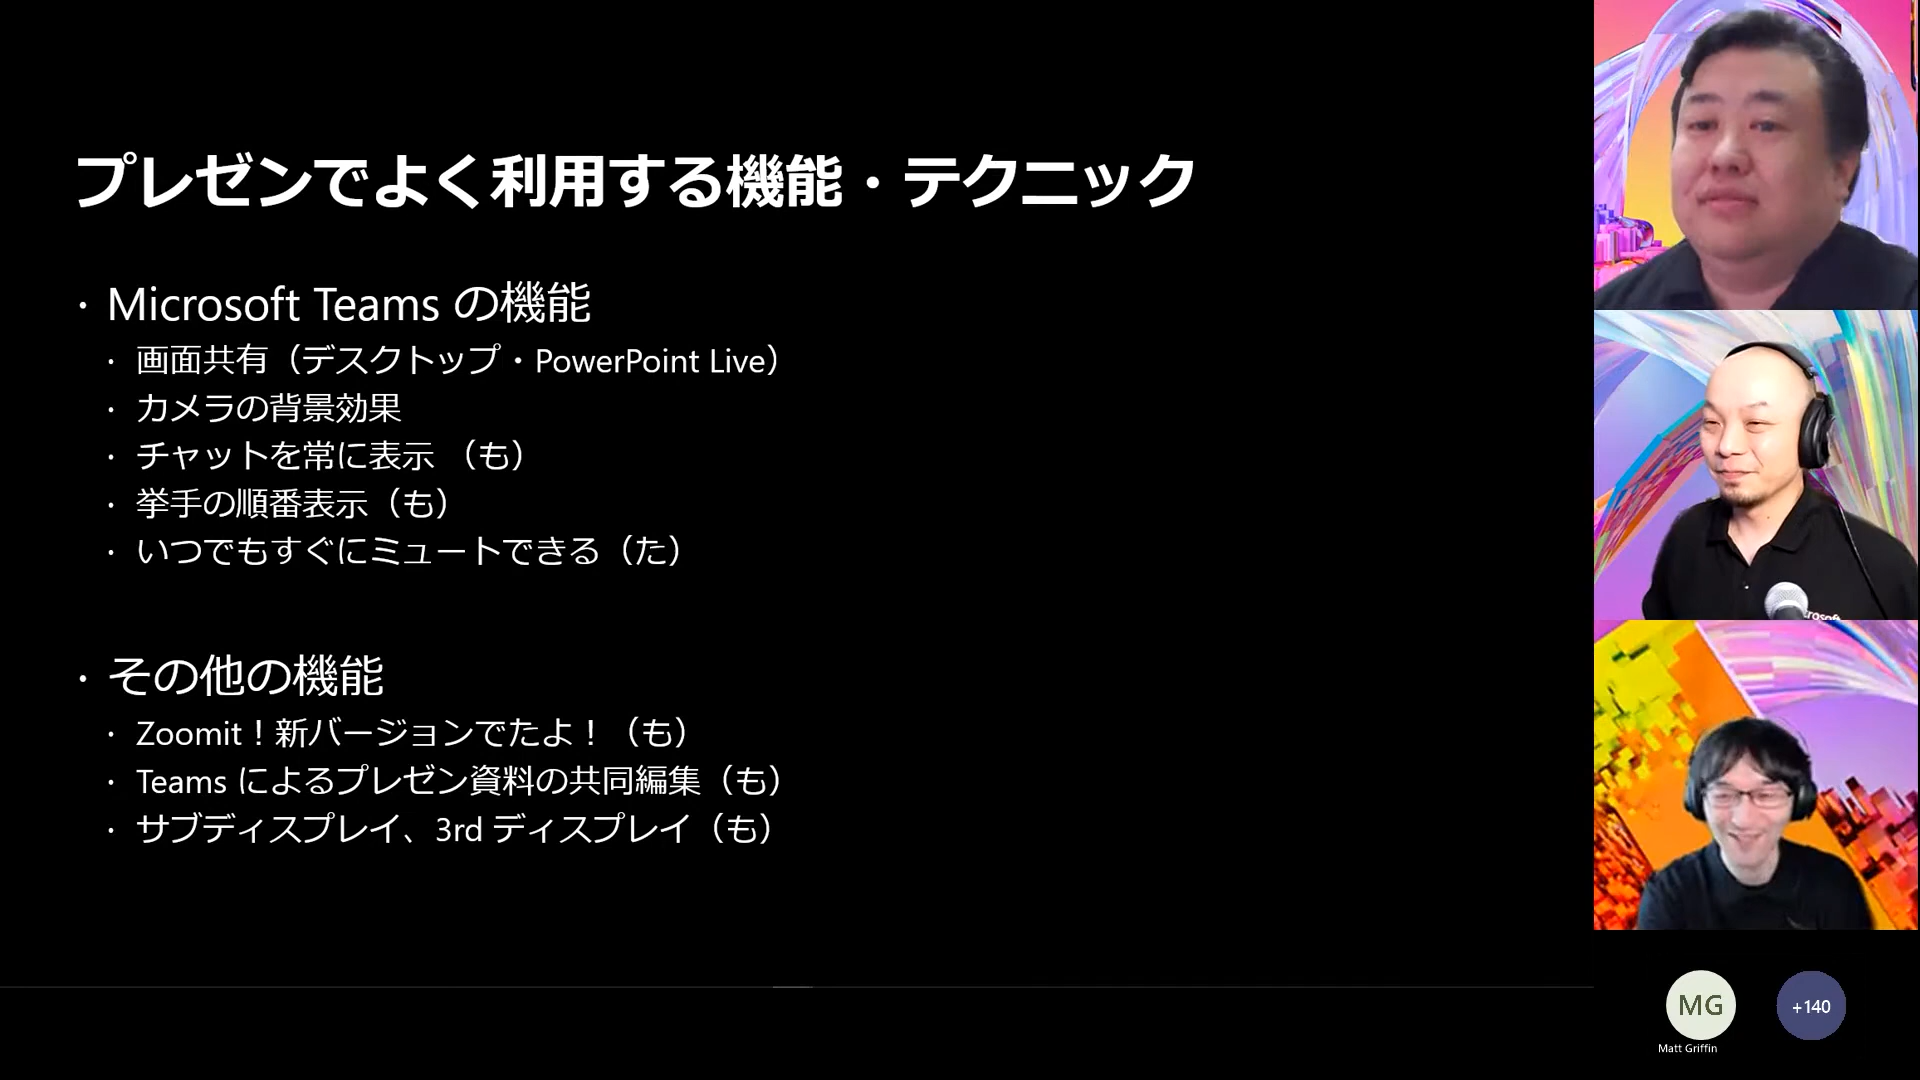 プレゼンでよく利用する機能・テクニック
・Microsoft Teams の機能
・画面共有（デスクトップ・PowerPoint Live）
・カメラの背景効果
・チャットを常に表示 （も）
・挙手の順番表示（も）
・いつでもすぐにミュートできる（た）
・その他の機能
・Zoomit！新バージョンでたよ！（も）
・Teams によるプレゼン資料の共同編集（も）
・サブディスプレイ、3rd ディスプレイ（も）
MG
+140
Matt Griffin